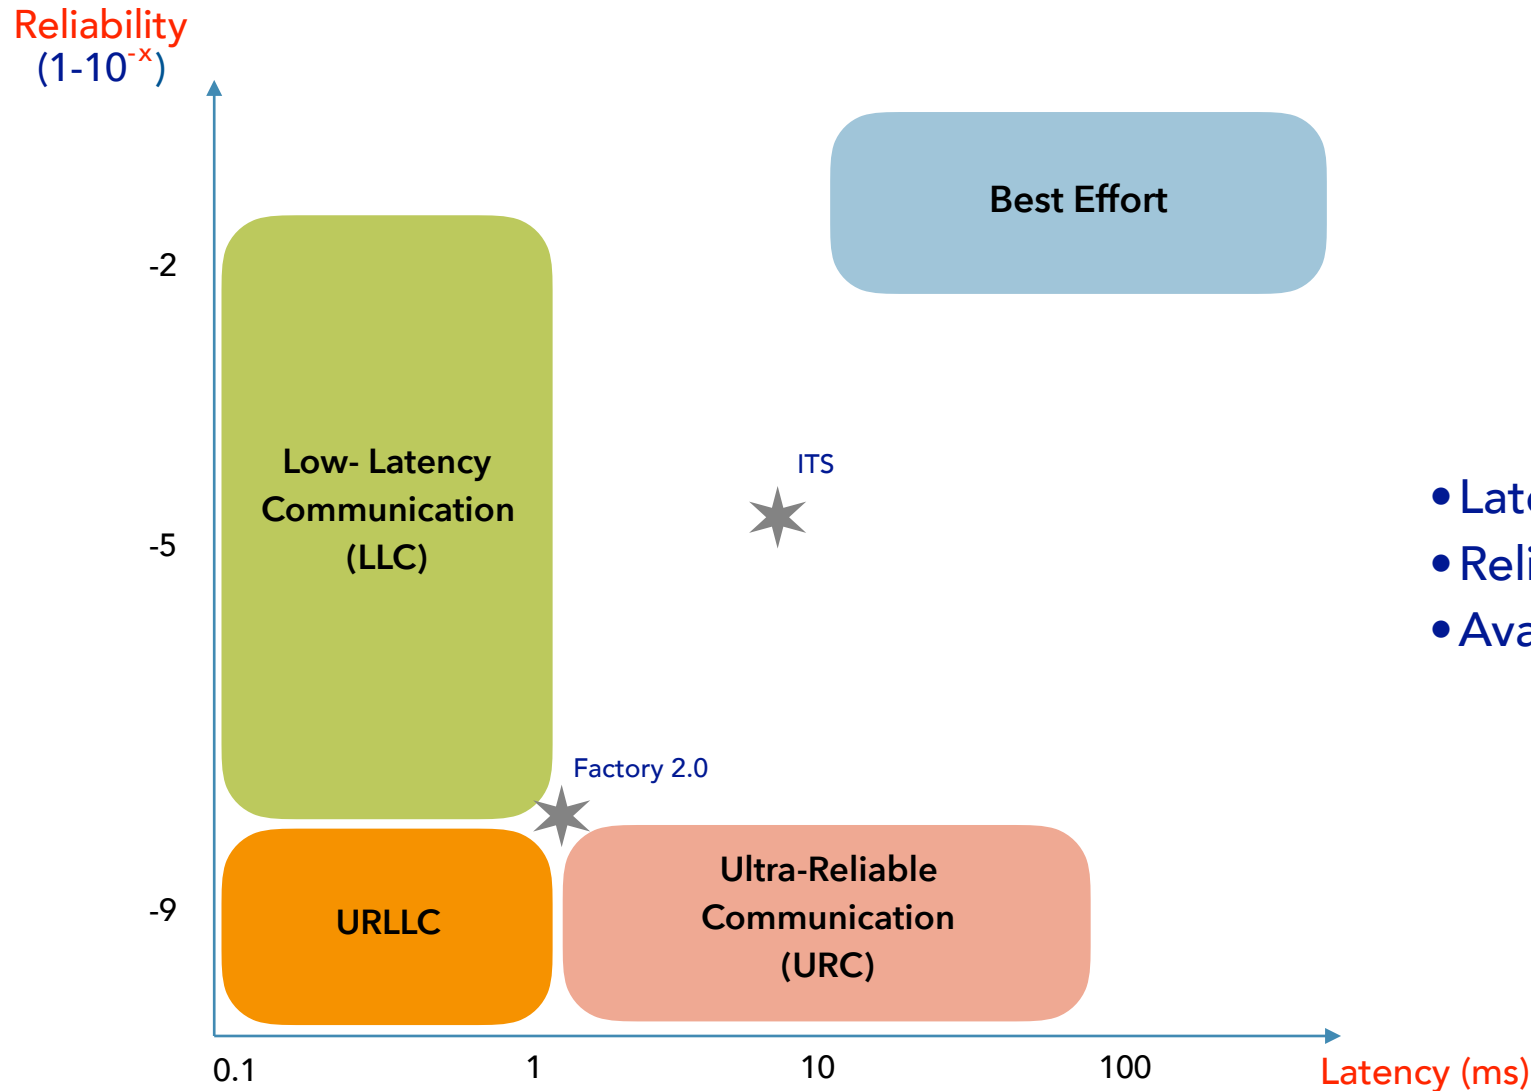 Reliability
(1-10⁻ˣ)
Best Effort
-2
Low- Latency
Communication
(LLC)
ITS
-5
Factory 2.0
Ultra-Reliable
Communication
(URC)
-9
URLLC
0.1
1
10
100
Latency (ms)